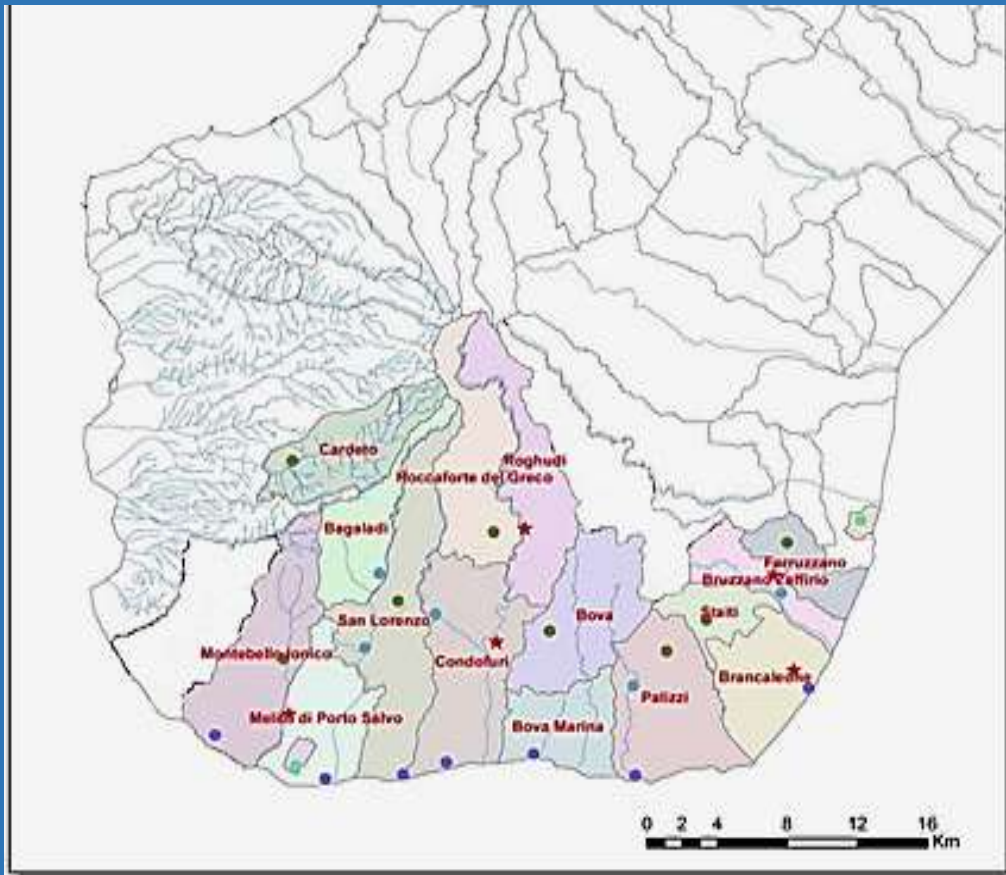 Cardeto
Roghudi
Roccaforte del Greco
Bagaladi
Ferruzzano
Bruzzano Zeffirio
San Lorenzo
Bova
Staiti
Montebello Ionico
Condofuri
Brancaleone
Palizzi
Melito di Porto Salvo
Bova Marina
0 2 4 8 12 16
Km